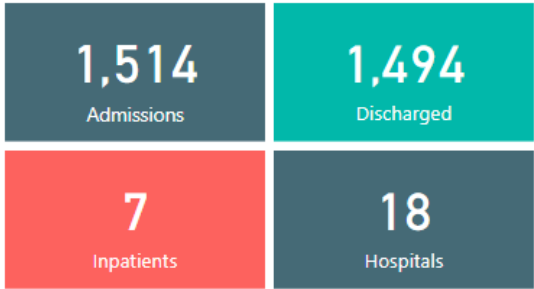 1,514
Admissions
1,494
Discharged
7
Inpatients
18
Hospitals